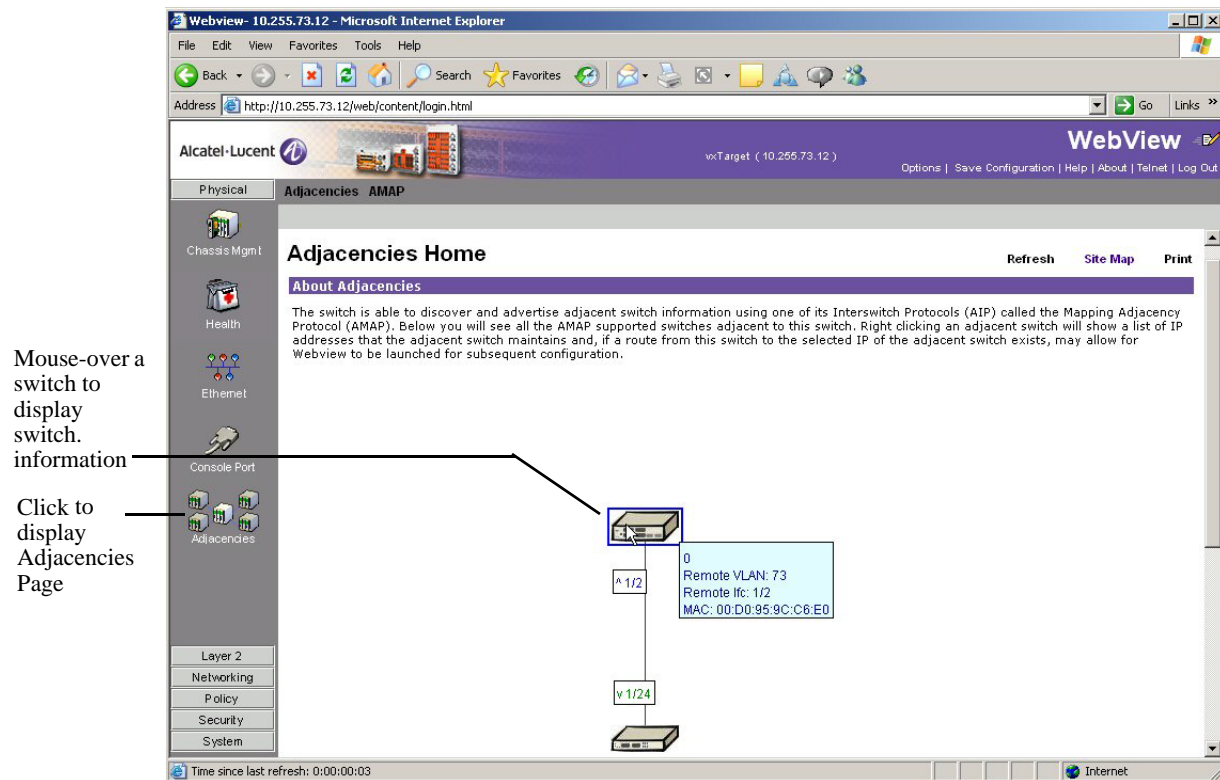 Webview- 10.255.73.12 - Microsoft Internet Explorer
File Edit View Favorites Tools Help
Back Search Favorites
Address http://10.255.73.12/web/content/login.html Go Links »
Alcatel·Lucent
vxTarget ( 10.255.73.12 )
WebView
Options | Save Configuration | Help | About | Telnet | Log Out
Physical
Adjacencies AMAP
Chassis Mgmt
Adjacencies Home
Refresh Site Map Print
About Adjacencies
The switch is able to discover and advertise adjacent switch information using one of its Interswitch Protocols (AIP) called the Mapping Adjacency
Protocol (AMAP). Below you will see all the AMAP supported switches adjacent to this switch. Right clicking an adjacent switch will show a list of IP
addresses that the adjacent switch maintains and, if a route from this switch to the selected IP of the adjacent switch exists, may allow for
Webview to be launched for subsequent configuration.
Health
Ethernet
Console Port
Adjacencies
Mouse-over a
switch to
display
switch.
information
Click to
display
Adjacencies
Page
0
Remote VLAN: 73
Remote Ifc: 1/2
MAC: 00:D0:95:9C:C6:E0
^ 1/2
v 1/24
Layer 2
Networking
Policy
Security
System
Time since last refresh: 0:00:00:03
Internet